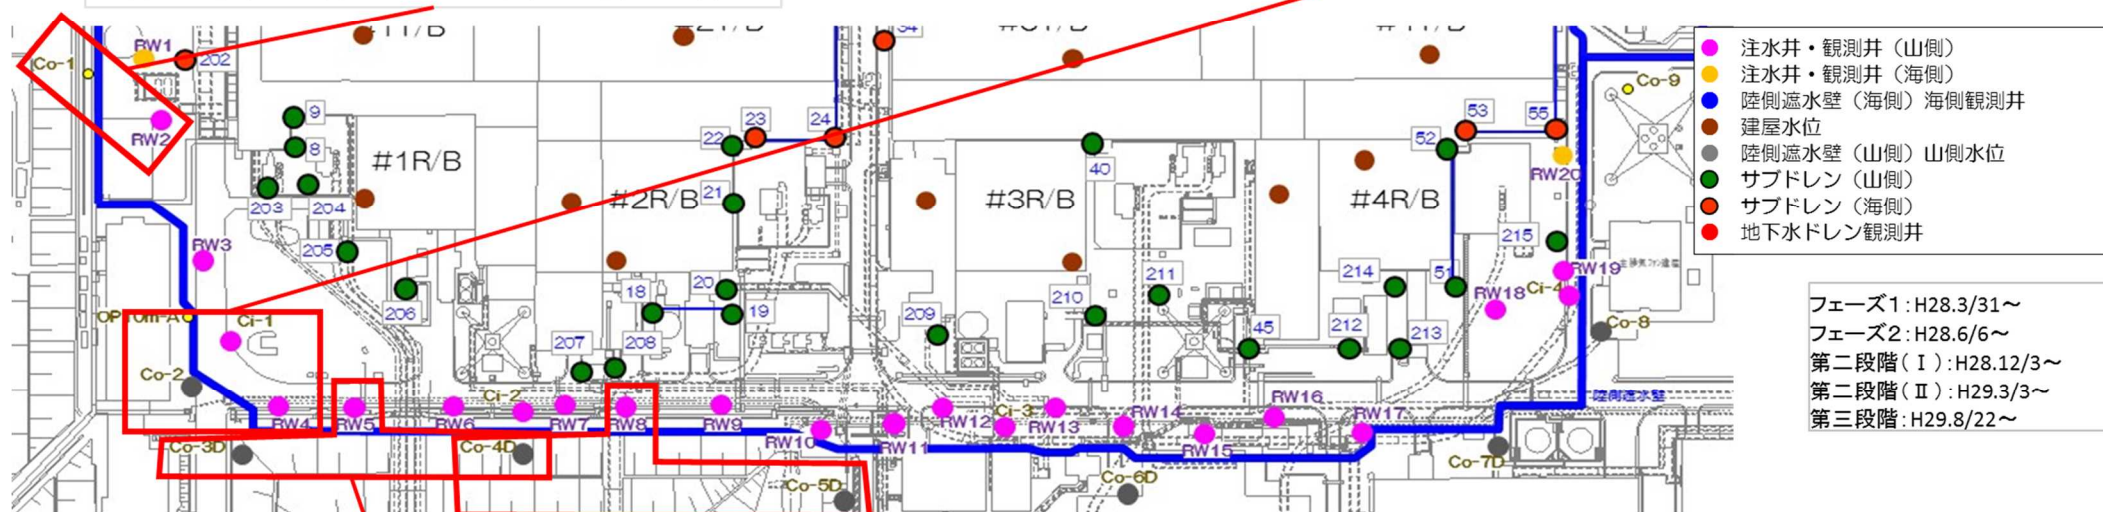 RW1
202
Co-1
RW2
9
8
203
204
#1R/B
RW3
205
206
OP10m-A
Ci-1
Co-2
22
23
24
21
#2R/B
18
20
19
207
208
Ci-2
RW4
RW5
RW6
RW7
RW8
RW9
Co-3D
Co-4D
40
#3R/B
209
210
211
45
212
213
214
#4R/B
52
53
55
51
RW20
215
RW19
RW18
Ci-4
Co-9
Co-8
RW10
RW11
RW12
Ci-3
RW13
RW14
RW15
RW16
RW17
Co-5D
Co-6D
Co-7D
陸側遮水壁
注水井・観測井(山側)
注水井・観測井(海側)
陸側遮水壁(海側)海側観測井
建屋水位
陸側遮水壁(山側)山側水位
サブドレン(山側)
サブドレン(海側)
地下水ドレン観測井
フェーズ1:H28.3/31~
フェーズ2:H28.6/6~
第二段階(Ⅰ):H28.12/3~
第二段階(Ⅱ):H29.3/3~
第三段階:H29.8/22~